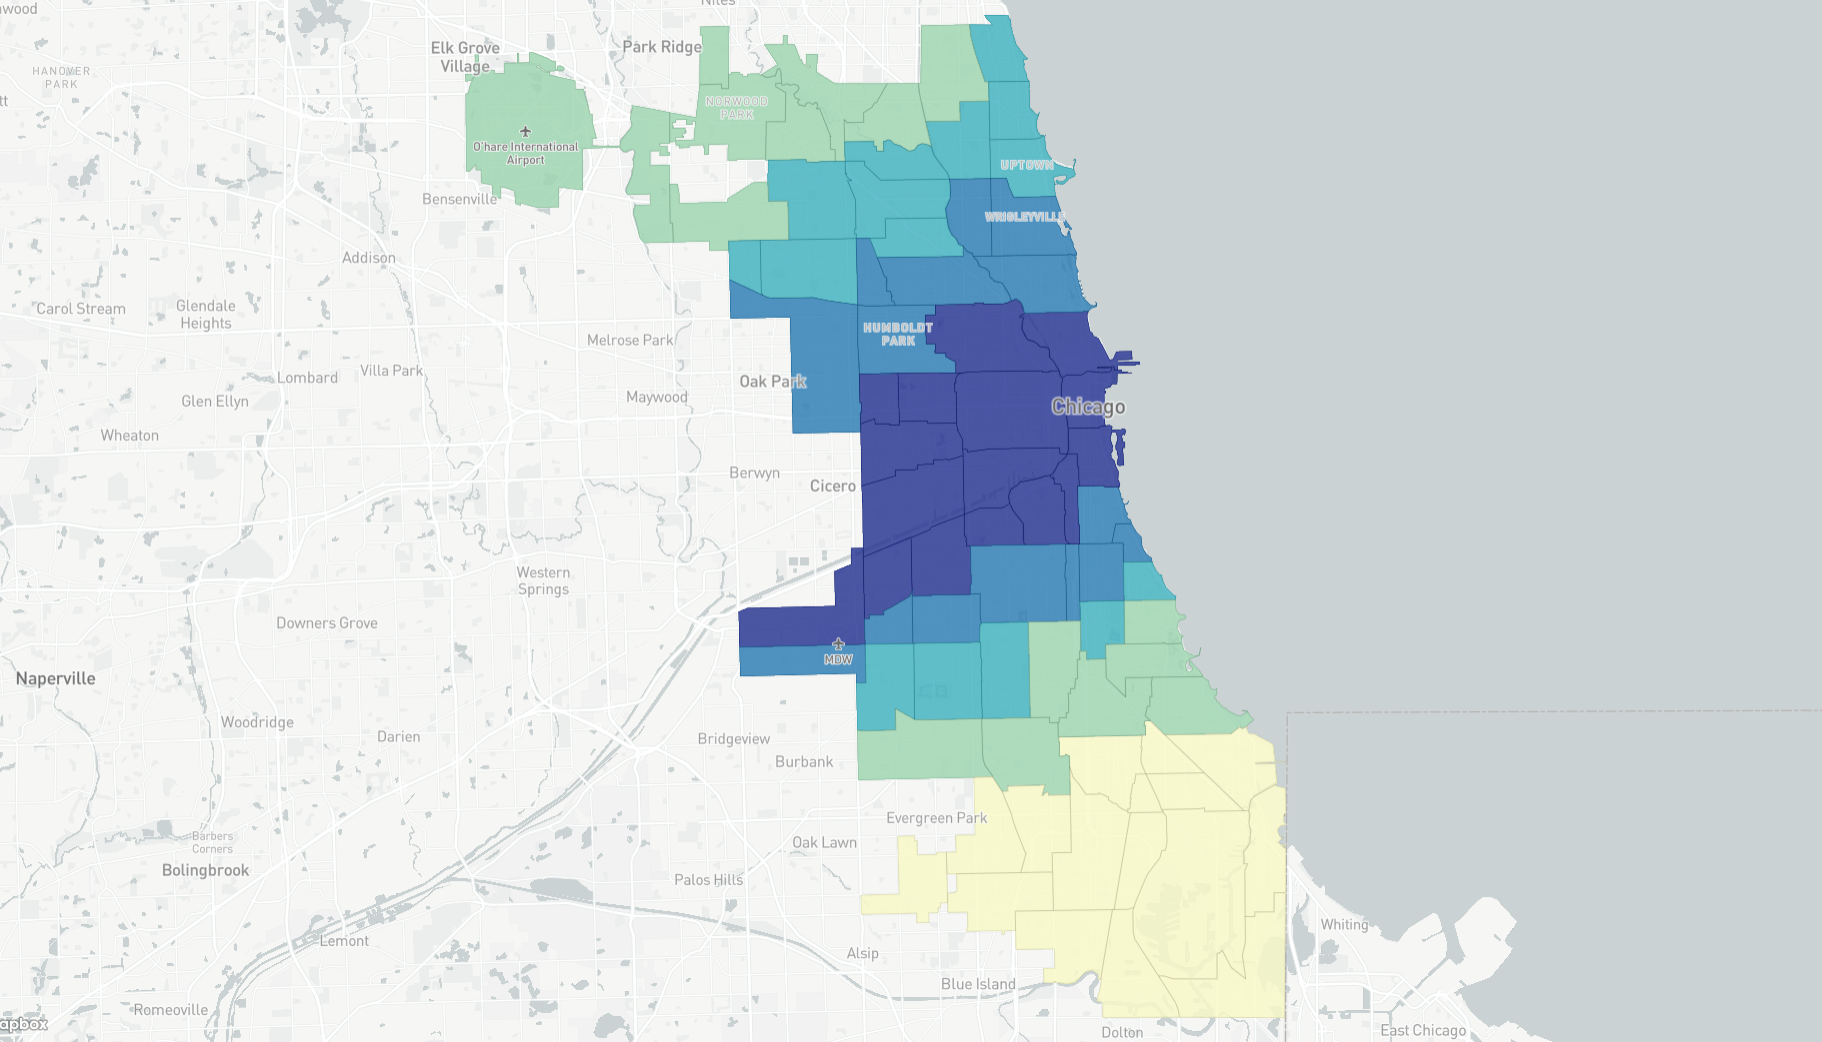 Niles
wood
Elk Grove
Village
Park Ridge
HANOVER
PARK
tt
NORWOOD
PARK
O'hare International
Airport
UPTOWN
Bensenville
WRIGLEYVILLE
Addison
Carol Stream
Glendale
Heights
HUMBOLDT
PARK
Melrose Park
Villa Park
Lombard
Oak Park
Maywood
Glen Ellyn
Chicago
Wheaton
Berwyn
Cicero
Western
Springs
Downers Grove
MDW
Naperville
Woodridge
Darien
Bridgeview
Burbank
Evergreen Park
Barbers
Corners
Oak Lawn
Bolingbrook
Palos Hills
Whiting
Lemont
Alsip
Blue Island
Romeoville
apbox
Dolton
East Chicago